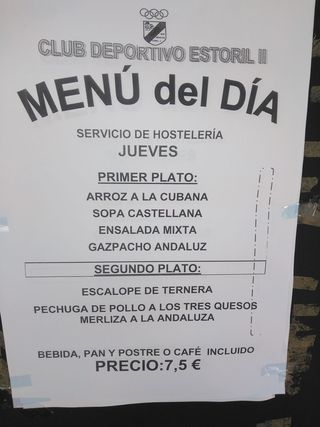 CLUB DEPORTIVO ESTORIL II
MENÚ del DÍA
SERVICIO DE HOSTELERÍA
JUEVES
PRIMER PLATO:
ARROZ A LA CUBANA
SOPA CASTELLANA
ENSALADA MIXTA
GAZPACHO ANDALUZ
SEGUNDO PLATO:
ESCALOPE DE TERNERA
PECHUGA DE POLLO A LOS TRES QUESOS
MERLIZA A LA ANDALUZA
BEBIDA, PAN Y POSTRE O CAFÉ INCLUIDO
PRECIO:7,5 €